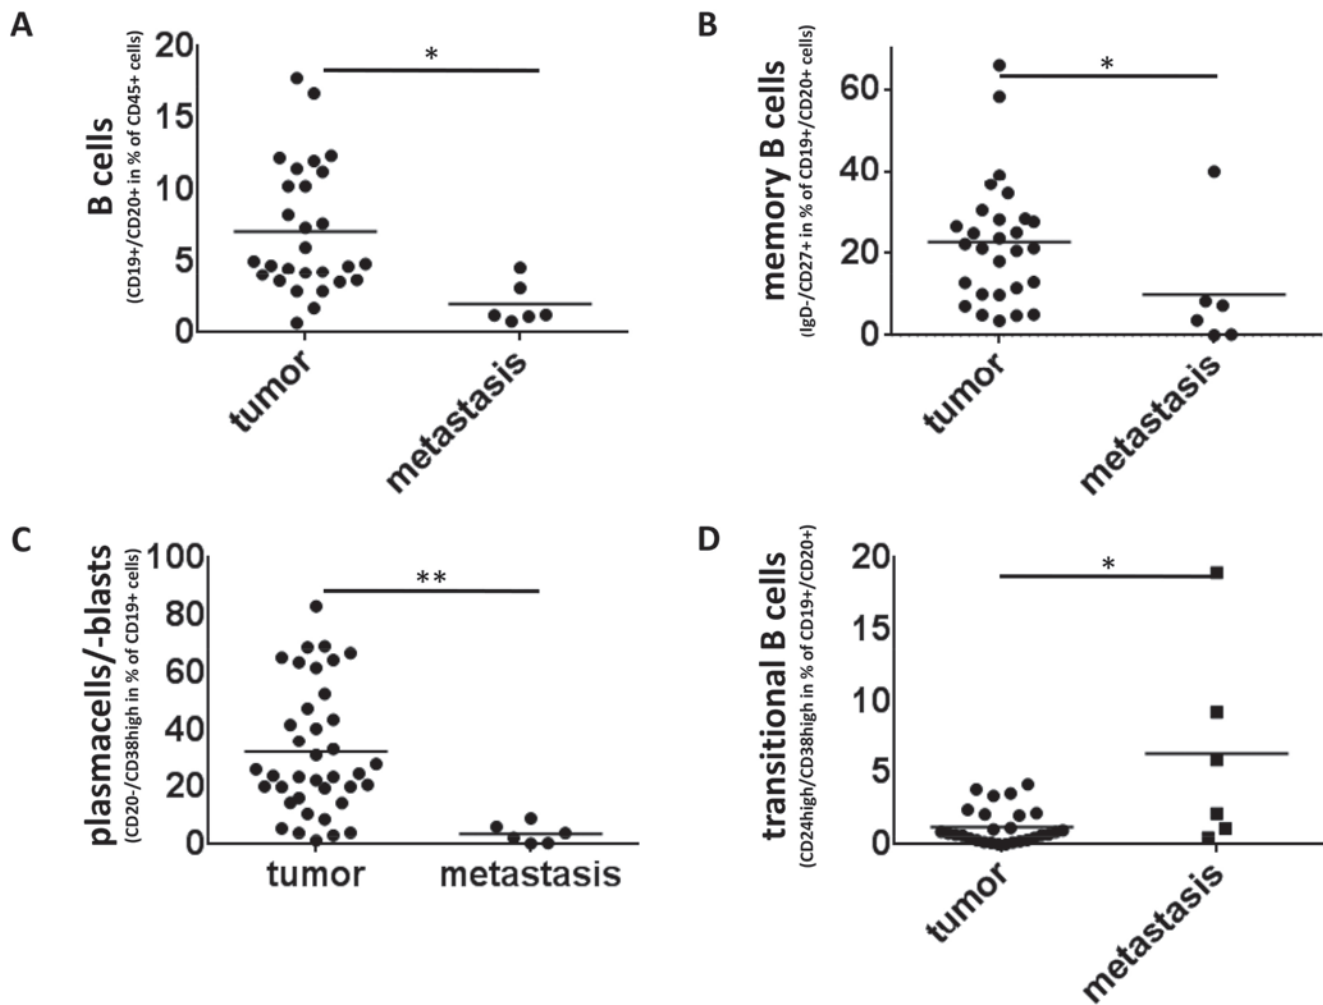 A
B cells
(CD19+/CD20+ in % of CD45+ cells)
20
15
10
5
0
*
tumor
metastasis
B
memory B cells
(IgD-/CD27+ in % of CD19+/CD20+ cells)
60
40
20
0
*
tumor
metastasis
C
plasmacells/-blasts
(CD20-/CD38high in % of CD19+ cells)
100
80
60
40
20
0
**
tumor
metastasis
D
transitional B cells
(CD24high/CD38high in % of CD19+/CD20+)
20
15
10
5
0
*
tumor
metastasis